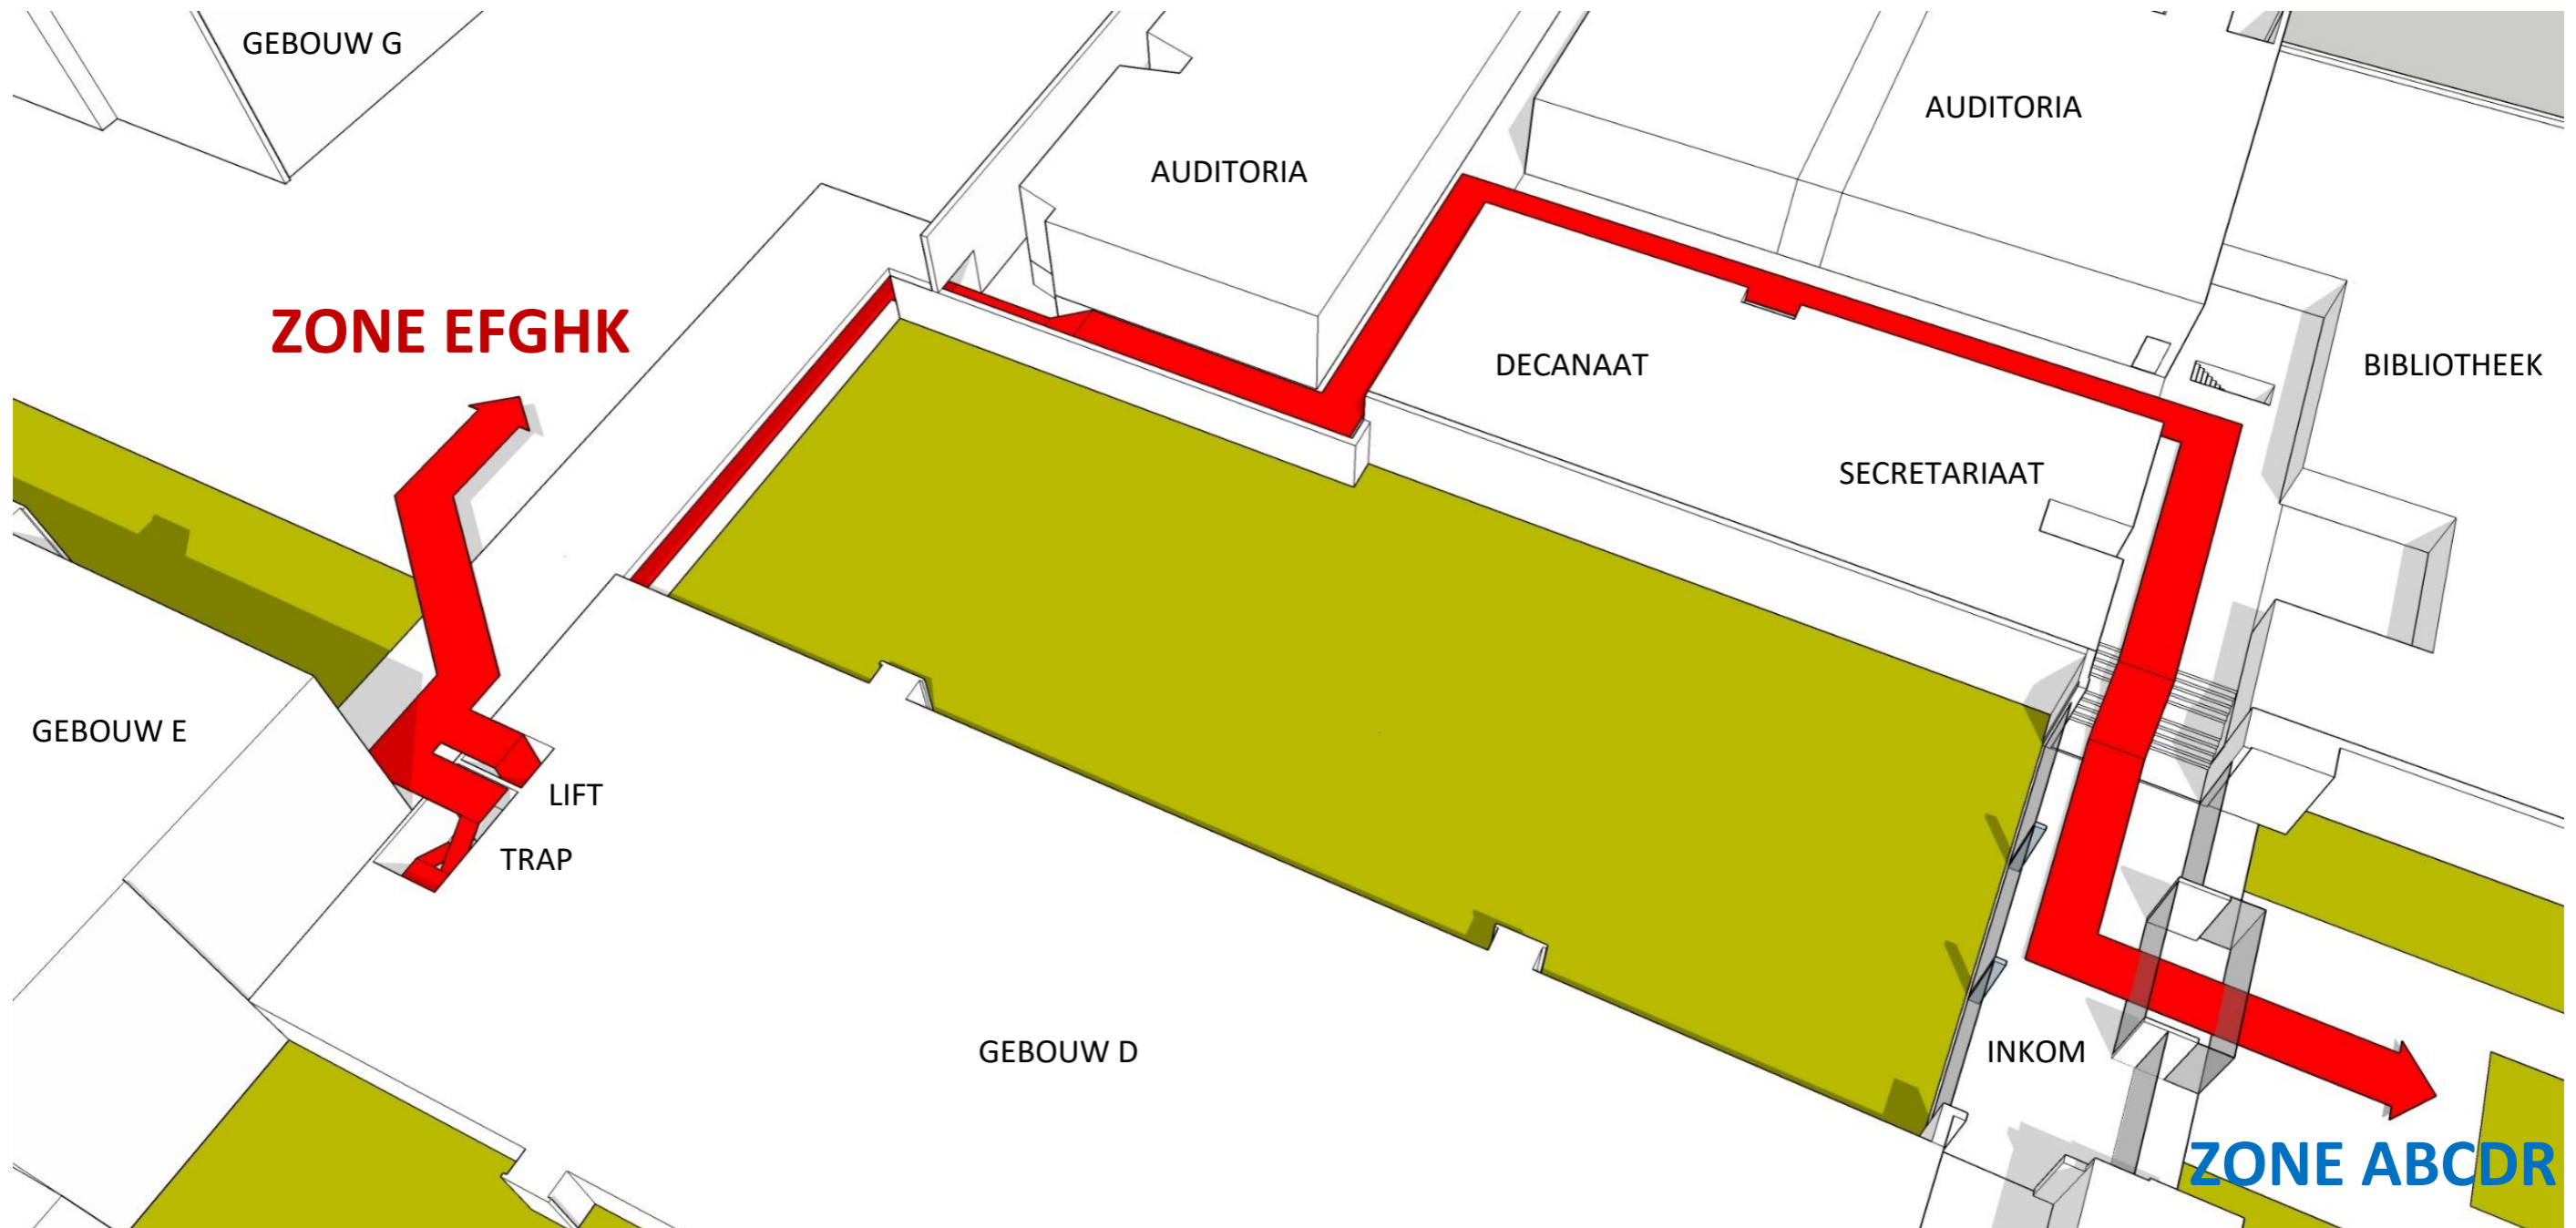 GEBOUW G
AUDITORIA
AUDITORIA
ZONE EFGHK
DECANAAT
BIBLIOTHEEK
SECRETARIAAT
GEBOUW E
LIFT
TRAP
GEBOUW D
INKOM
ZONE ABCDR